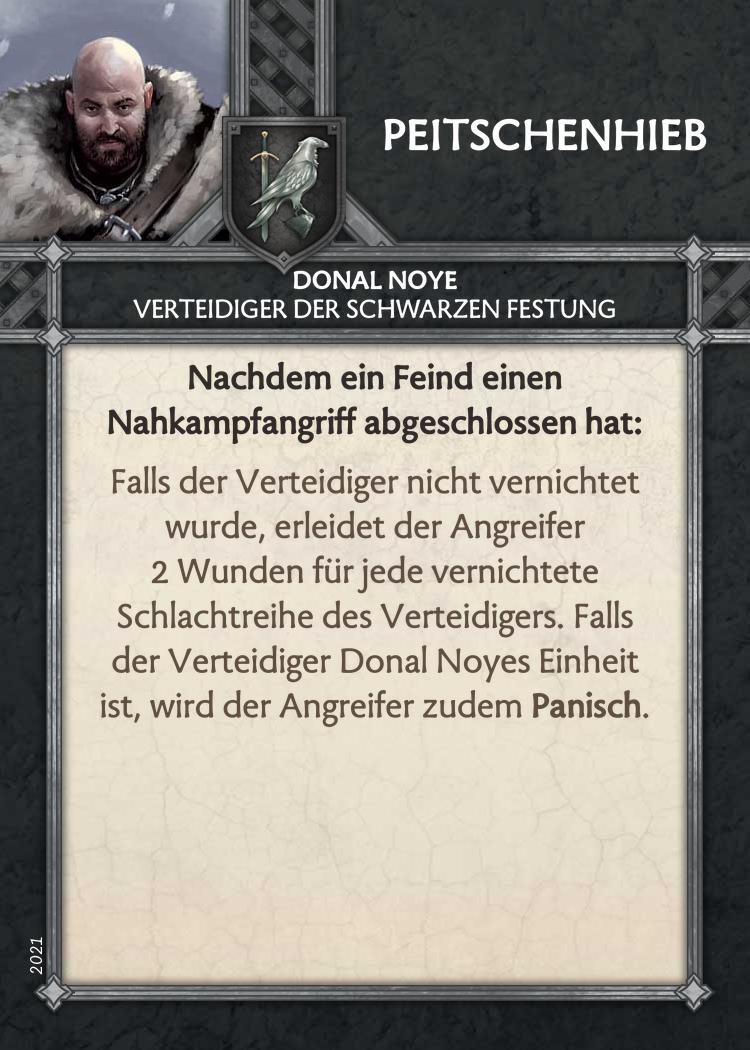 PEITSCHENHIEB
DONAL NOYE
VERTEIDIGER DER SCHWARZEN FESTUNG
Nachdem ein Feind einen
Nahkampfangriff abgeschlossen hat:
Falls der Verteidiger nicht vernichtet
wurde, erleidet der Angreifer
2 Wunden für jede vernichtete
Schlachtreihe des Verteidigers. Falls
der Verteidiger Donal Noyes Einheit
ist, wird der Angreifer zudem Panisch.
2021